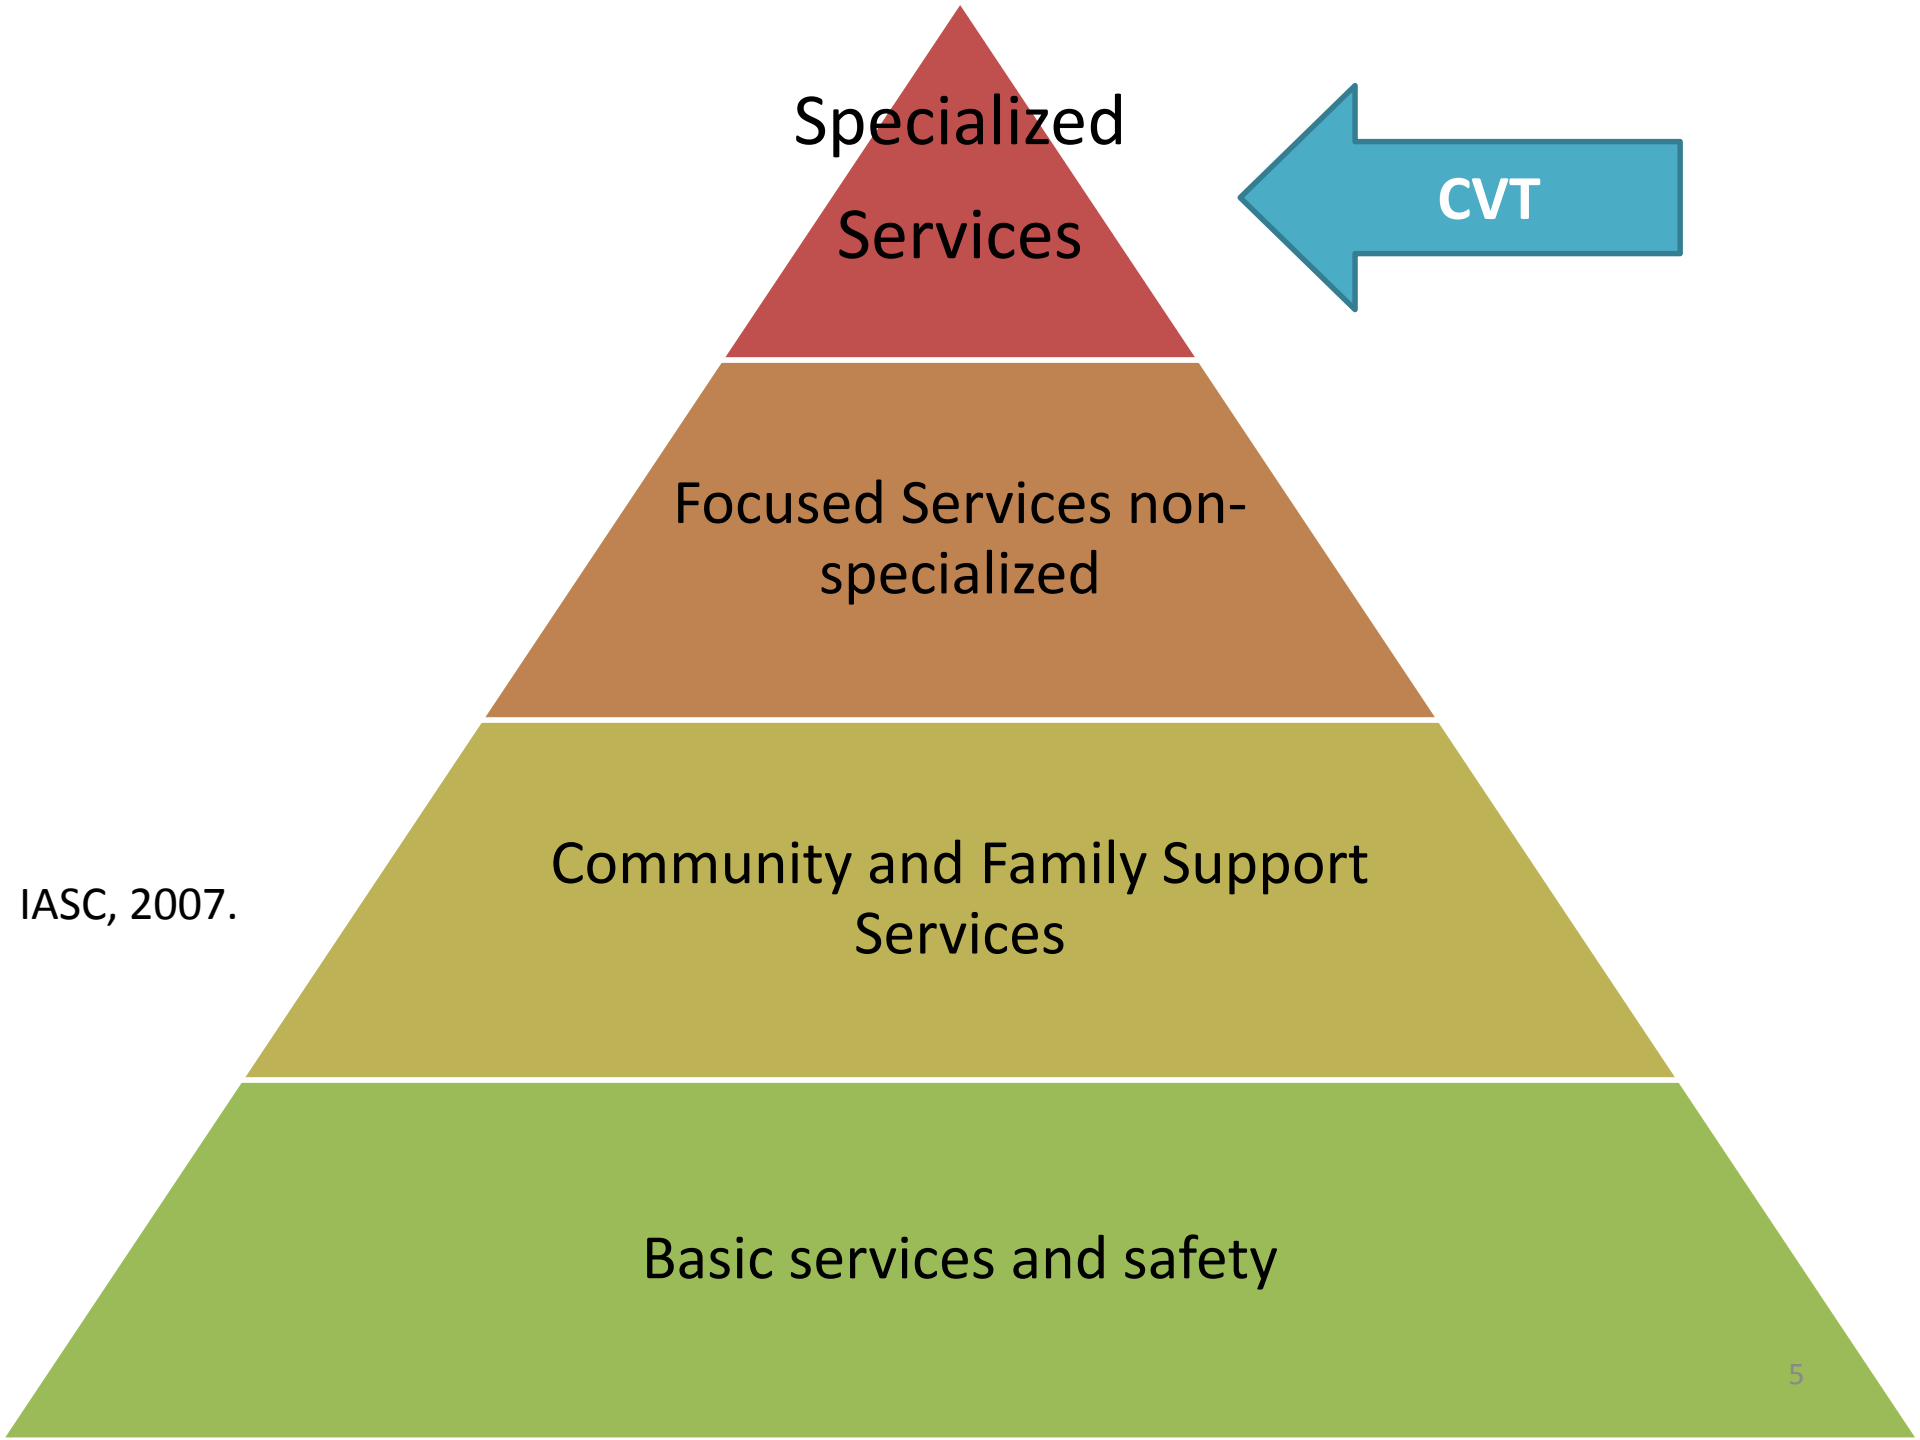 Specialized
Services
CVT
Focused Services non-
specialized
Community and Family Support
Services
IASC, 2007.
Basic services and safety
5